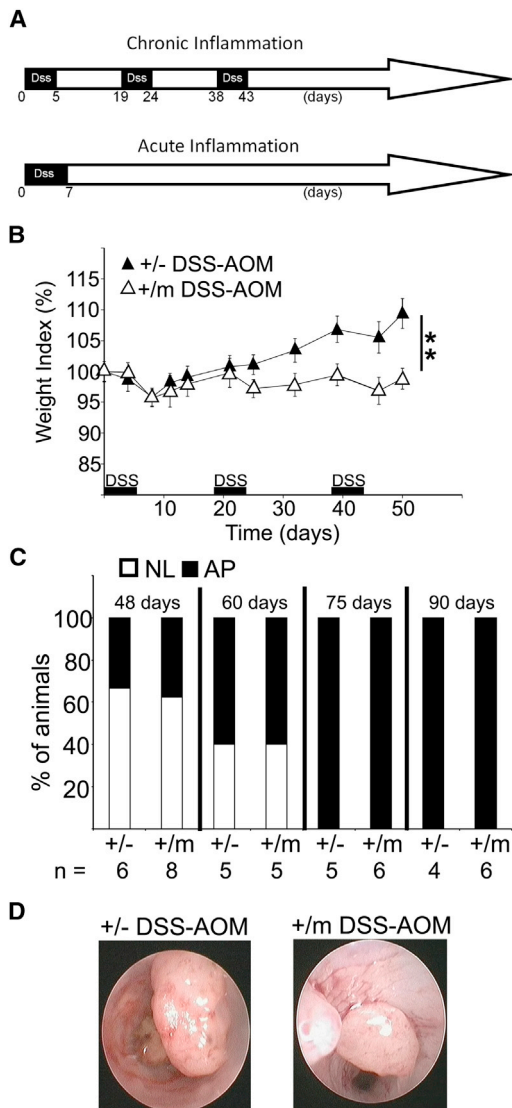 A
Chronic Inflammation
Dss Dss Dss
0 5 19 24 38 43 (days)
Acute Inflammation
Dss
0 7 (days)
B
+/- DSS-AOM
+/m DSS-AOM
Weight Index (%)
110
105
100
95
90
85
**
DSS DSS DSS
10 20 30 40 50
Time (days)
C
NL AP
48 days 60 days 75 days 90 days
% of animals
100
80
60
40
20
+/- +/m +/- +/m +/- +/m +/- +/m
n = 6 8 5 5 5 6 4 6
D
+/- DSS-AOM +/m DSS-AOM